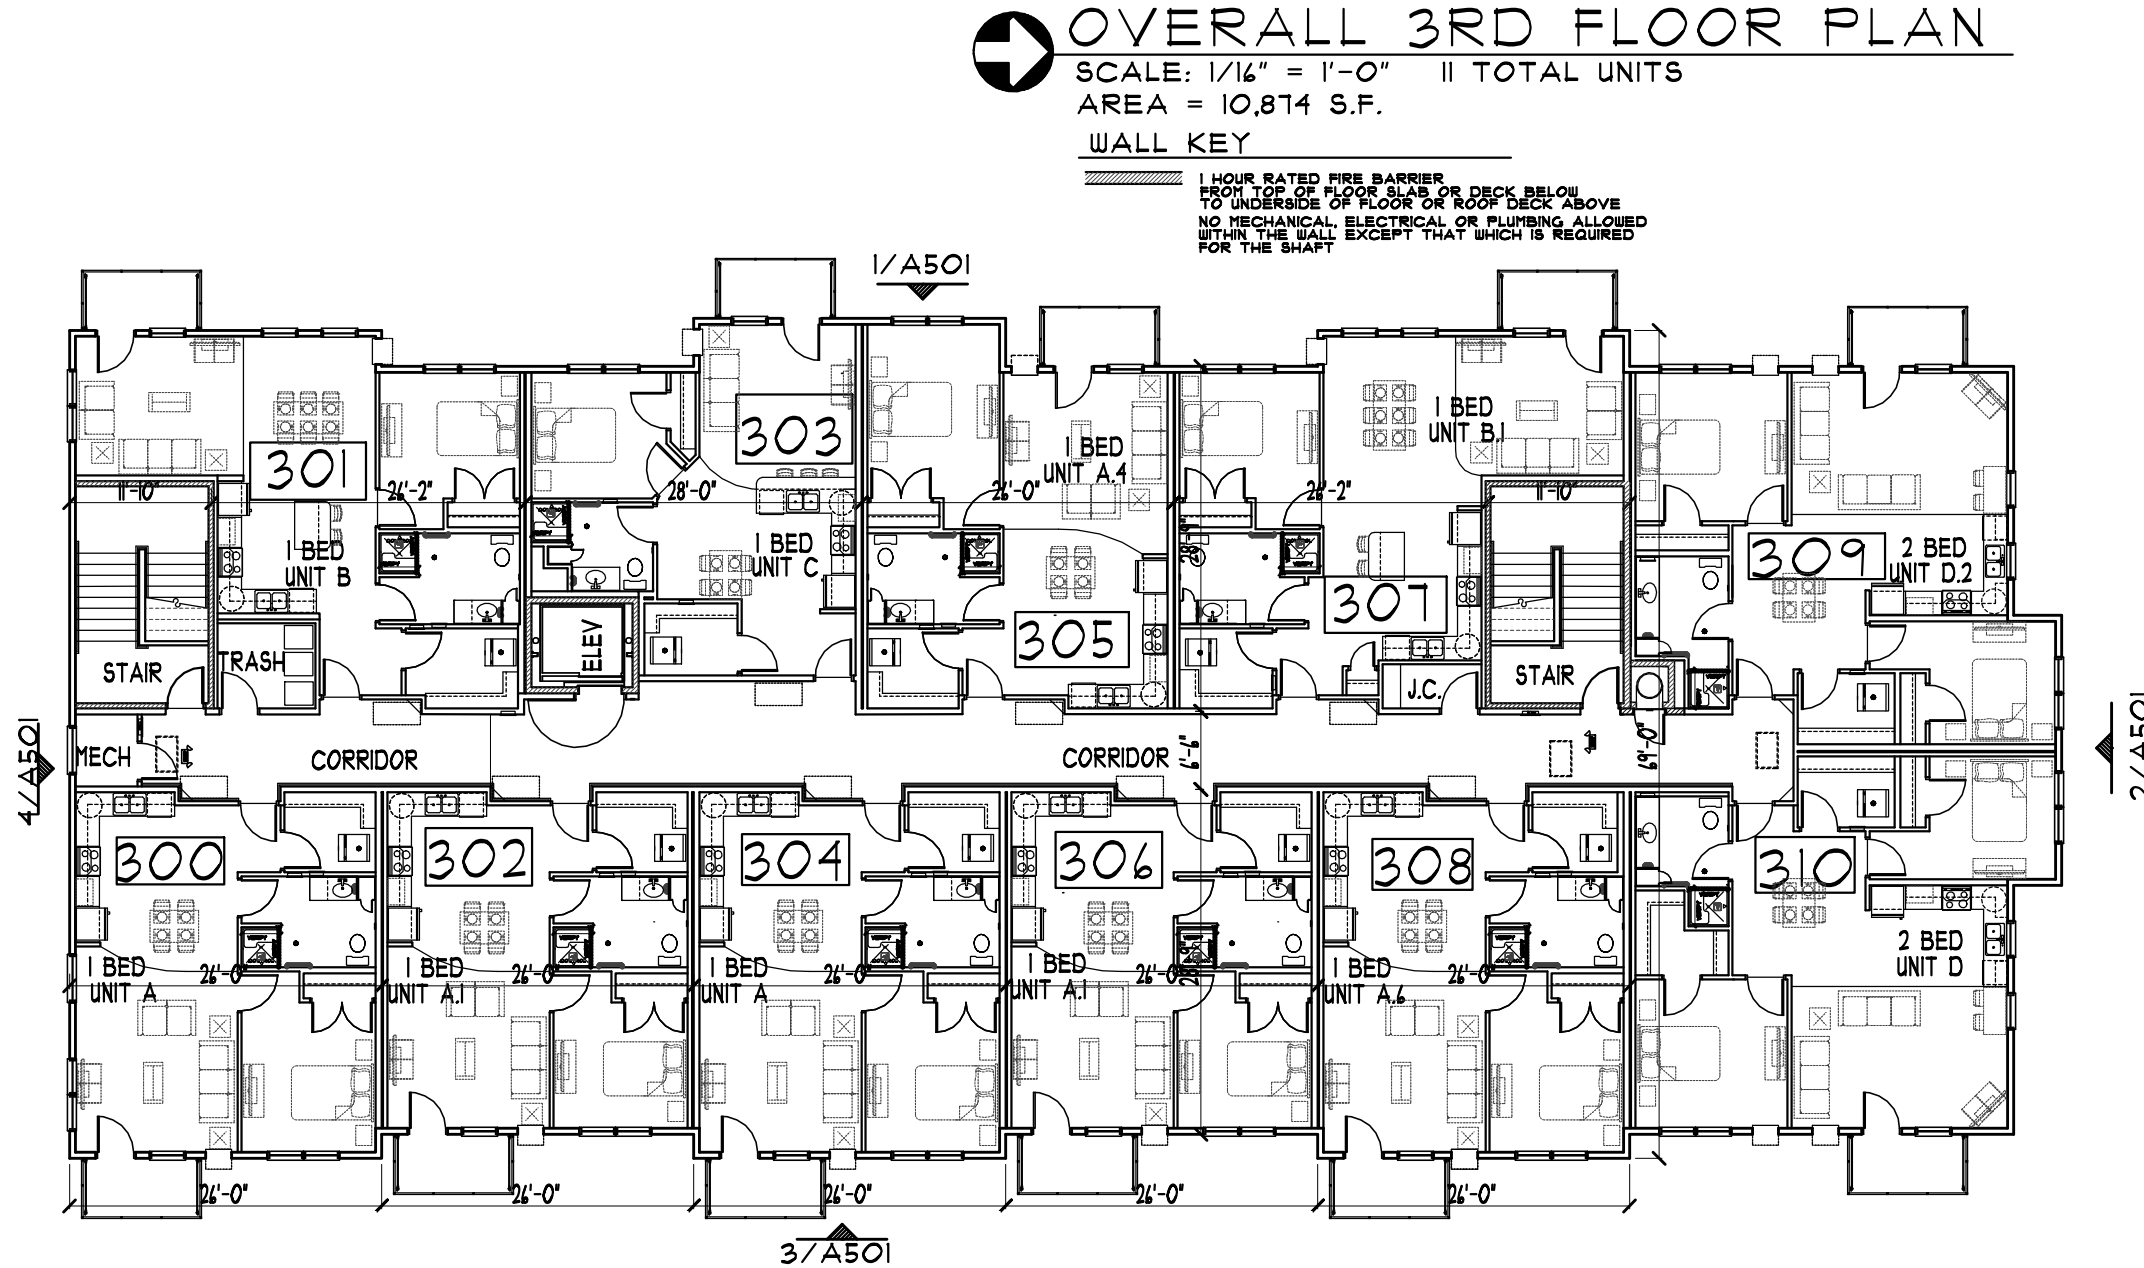 OVERALL 3RD FLOOR PLAN
SCALE: 1/16" = 1'-0" 11 TOTAL UNITS
AREA = 10,874 S.F.
WALL KEY
1 HOUR RATED FIRE BARRIER
FROM TOP OF FLOOR SLAB OR DECK BELOW
TO UNDERSIDE OF FLOOR OR ROOF DECK ABOVE
NO MECHANICAL, ELECTRICAL OR PLUMBING ALLOWED
WITHIN THE WALL EXCEPT THAT WHICH IS REQUIRED
FOR THE SHAFT
1/A501
303
1 BED
UNIT B.1
1 BED
UNIT A.4
301
11'-10"
26'-2"
28'-0"
26'-0"
26'-2"
11'-10"
1 BED
UNIT B
1 BED
UNIT C
309
2 BED
UNIT D.2
307
305
ELEV
STAIR
TRASH
STAIR
J.C.
4/A501
MECH
CORRIDOR
CORRIDOR
7'-9"
69'-0"
2/A501
300
302
304
306
308
310
1 BED
UNIT A
26'-0"
1 BED
UNIT A.1
26'-0"
1 BED
UNIT A
26'-0"
1 BED
UNIT A.1
26'-0"
1 BED
UNIT A.6
26'-0"
2 BED
UNIT D
26'-0"
26'-0"
26'-0"
26'-0"
26'-0"
3/A501